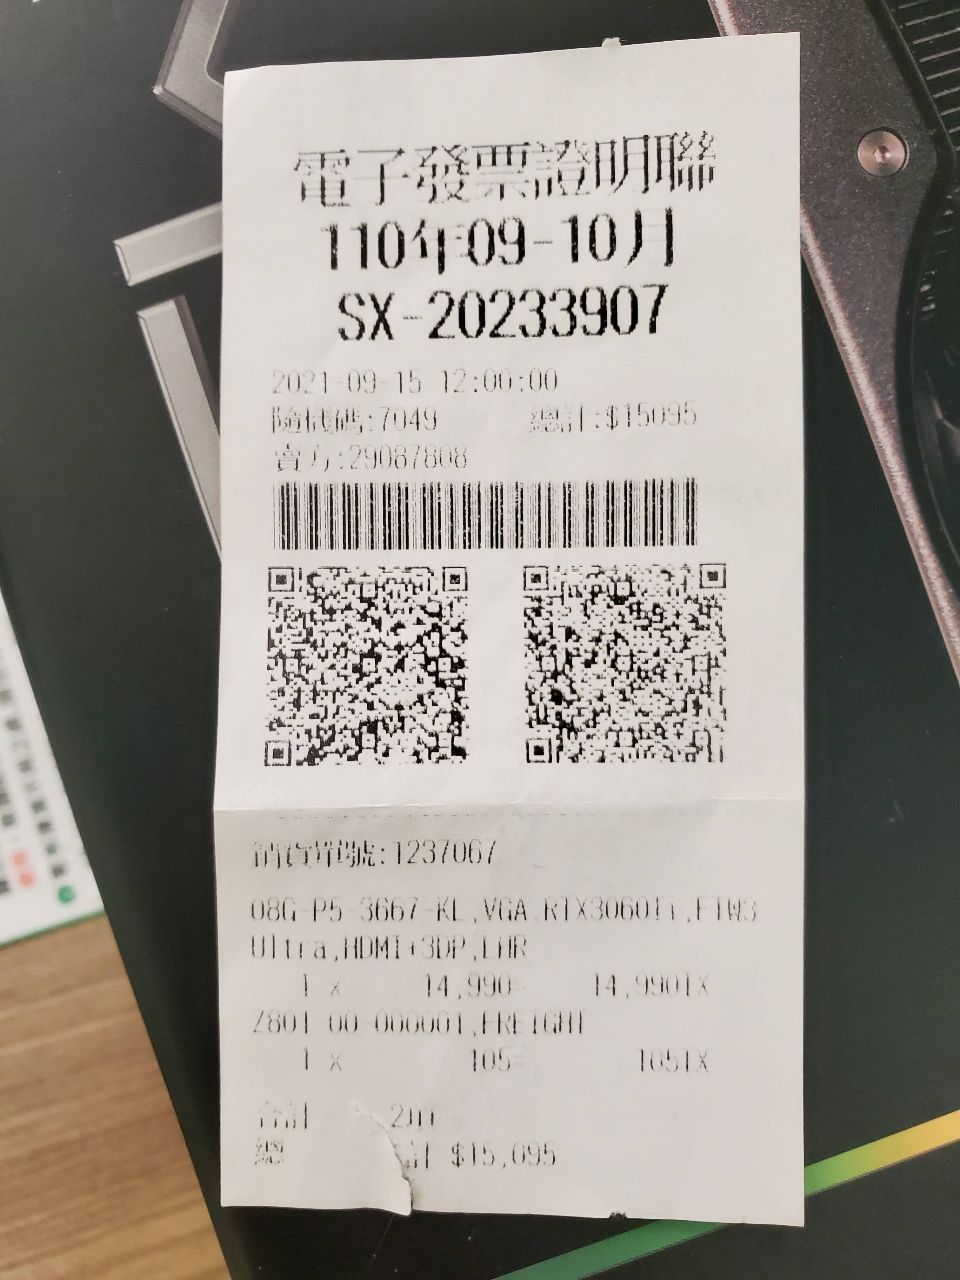 電子發票證明聯
110年09-10月
SX-20233907
2021-09-15 12:00:00
隨機碼:7049 總計:$15095
賣方:29087808
銷貨單號:1237067
08G-P5-3667-KL,VGA,RTX3060Ti,FTW3
Ultra,HDMI+3DP,LHR
1 x 14,990= 14,990TX
Z801-00-000001,FREIGHT
1 x 105= 105TX
合計 2項
總 計 $15,095